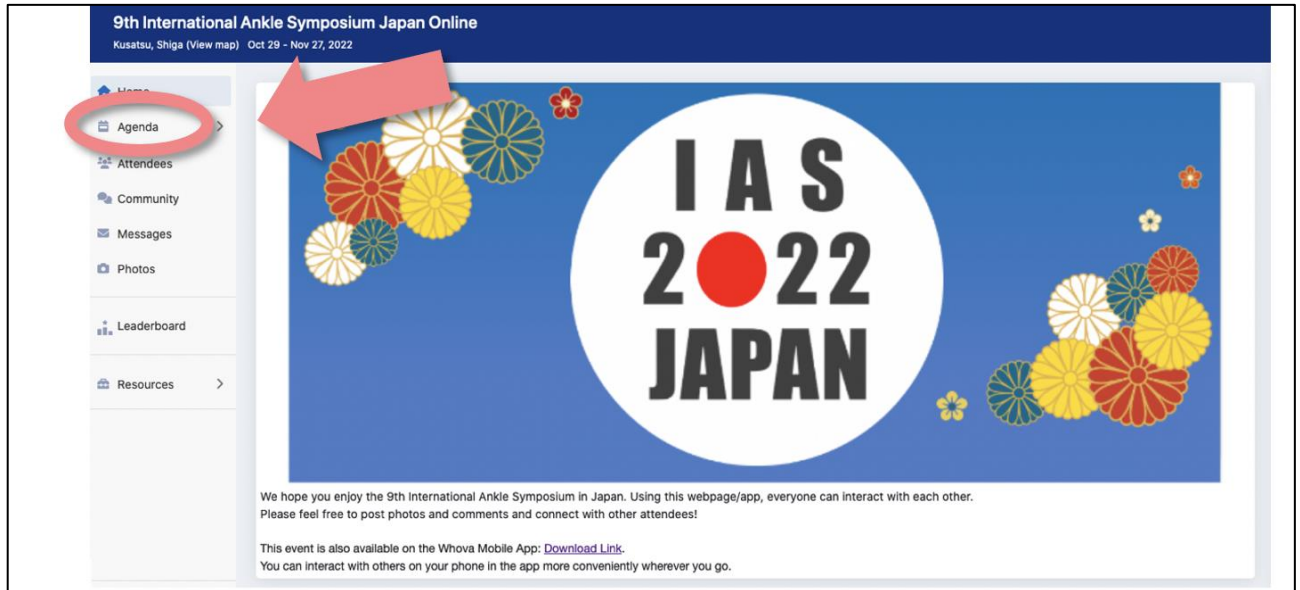 9th International Ankle Symposium Japan Online
Kusatsu, Shiga (View map) Oct 29 - Nov 27, 2022
Home
Agenda
Attendees
Community
Messages
Photos
Leaderboard
Resources
I A S
2022
JAPAN
We hope you enjoy the 9th International Ankle Symposium in Japan. Using this webpage/app, everyone can interact with each other.
Please feel free to post photos and comments and connect with other attendees!
This event is also available on the Whova Mobile App: Download Link.
You can interact with others on your phone in the app more conveniently wherever you go.